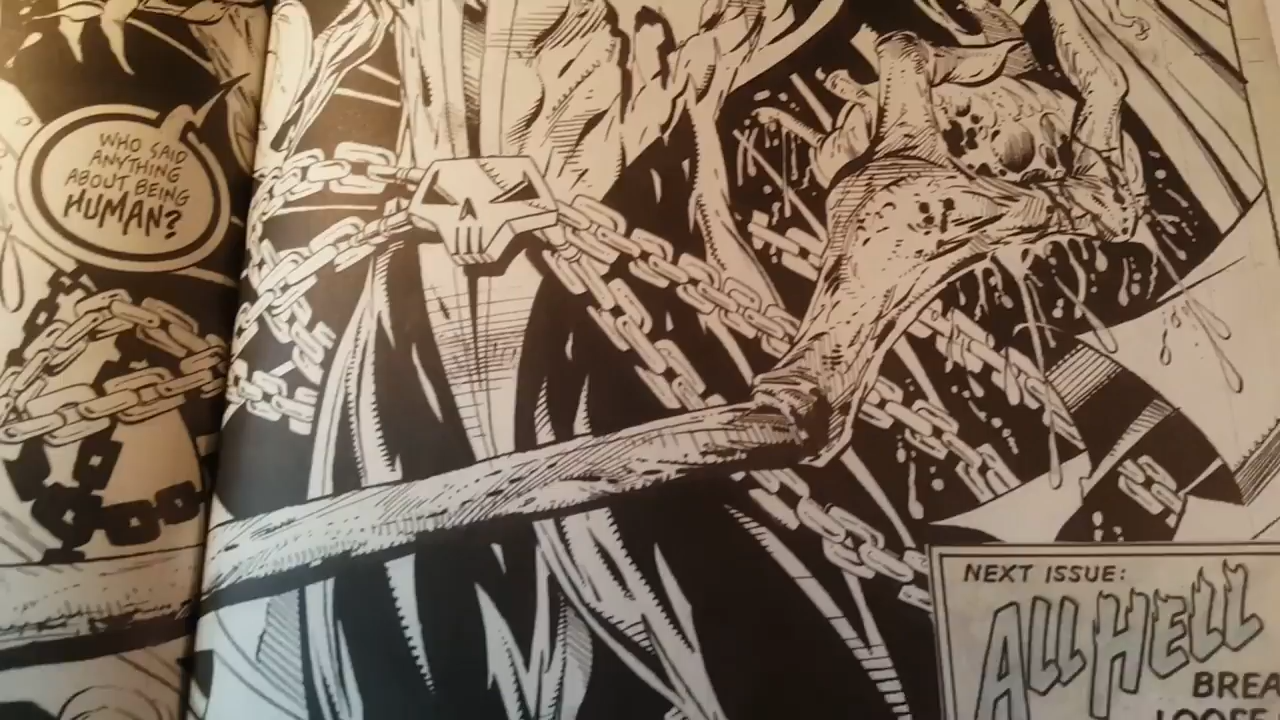 WHO SAID
ANYTHING
ABOUT BEING
HUMAN?
NEXT ISSUE:
ALL HELL
BREA